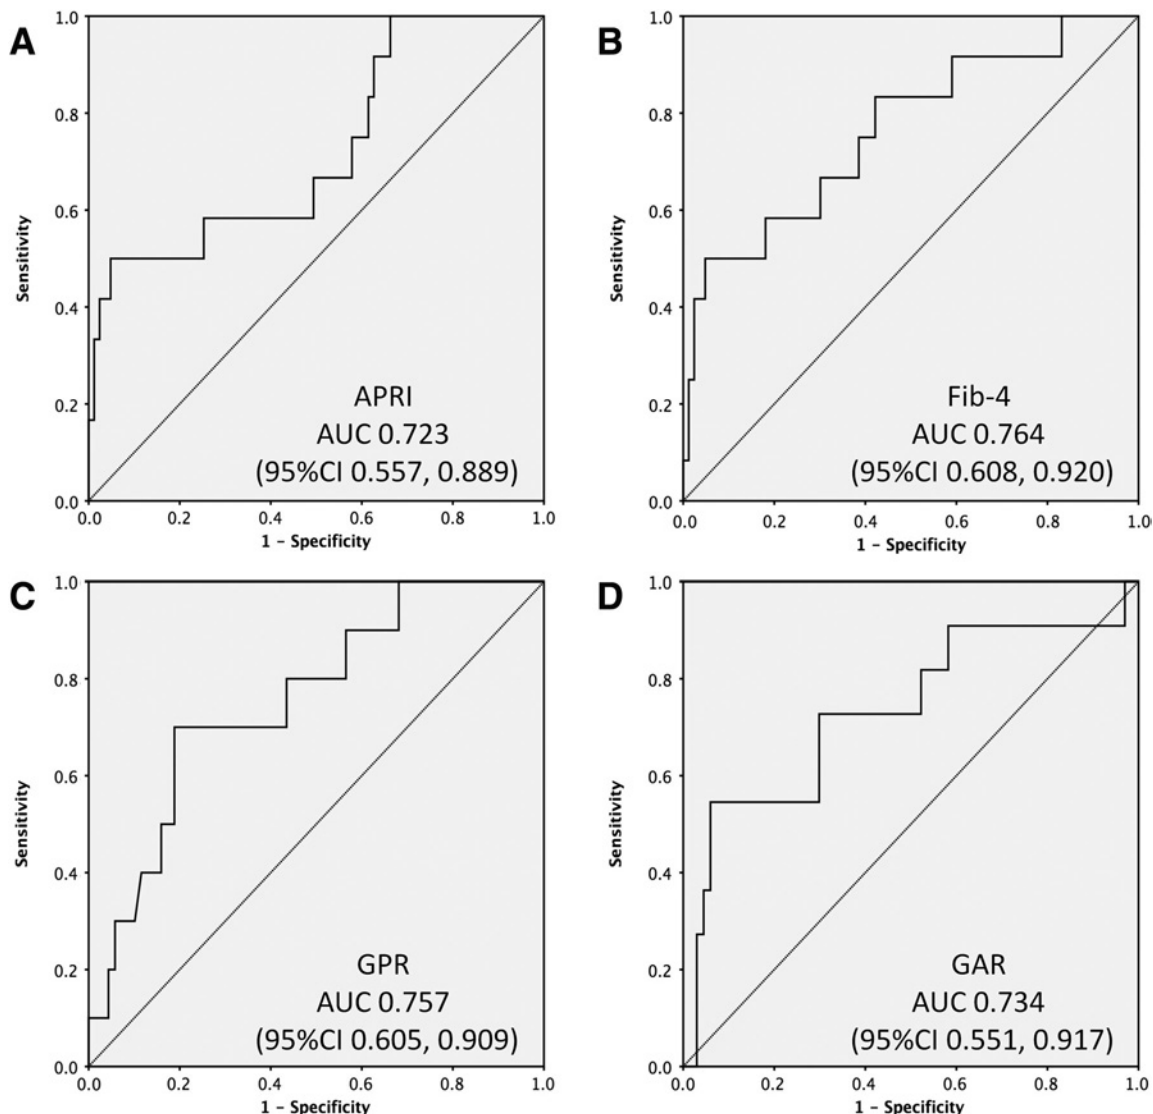 A
1.0
0.8
0.6
0.4
0.2
0.0
Sensitivity
APRI
AUC 0.723
(95%CI 0.557, 0.889)
0.0 0.2 0.4 0.6 0.8 1.0
1 – Specificity
B
1.0
0.8
0.6
0.4
0.2
0.0
Sensitivity
Fib-4
AUC 0.764
(95%CI 0.608, 0.920)
0.0 0.2 0.4 0.6 0.8 1.0
1 – Specificity
C
1.0
0.8
0.6
0.4
0.2
0.0
Sensitivity
GPR
AUC 0.757
(95%CI 0.605, 0.909)
0.0 0.2 0.4 0.6 0.8 1.0
1 – Specificity
D
1.0
0.8
0.6
0.4
0.2
0.0
Sensitivity
GAR
AUC 0.734
(95%CI 0.551, 0.917)
0.0 0.2 0.4 0.6 0.8 1.0
1 – Specificity